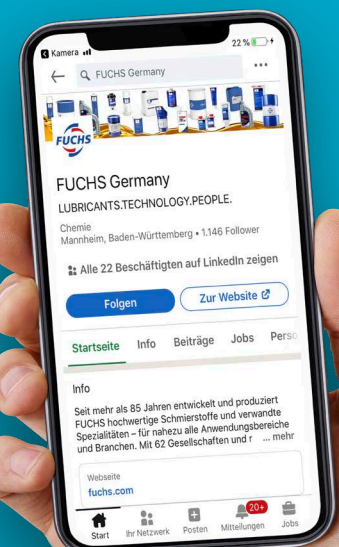 Kamera
22 %
FUCHS Germany
FUCHS
FUCHS Germany
LUBRICANTS.TECHNOLOGY.PEOPLE.
Chemie
Mannheim, Baden-Württemberg • 1.146 Follower
Alle 22 Beschäftigten auf LinkedIn zeigen
Folgen
Zur Website
Startseite Info Beiträge Jobs Perso
Info
Seit mehr als 85 Jahren entwickelt und produziert
FUCHS hochwertige Schmierstoffe und verwandte
Spezialitäten – für nahezu alle Anwendungsbereiche
und Branchen. Mit 62 Gesellschaften und r ... mehr
Webseite
fuchs.com
20+
Start Ihr Netzwerk Posten Mitteilungen Jobs